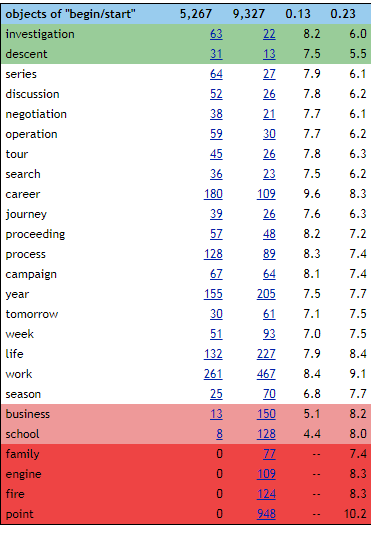 objects of "begin/start" 5,267 9,327 0.13 0.23
investigation 63 22 8.2 6.0
descent 31 13 7.5 5.5
series 64 27 7.9 6.1
discussion 52 26 7.8 6.2
negotiation 38 21 7.7 6.1
operation 59 30 7.7 6.2
tour 45 26 7.8 6.3
search 36 23 7.5 6.2
career 180 109 9.6 8.3
journey 39 26 7.6 6.3
proceeding 57 48 8.2 7.2
process 128 89 8.3 7.4
campaign 67 64 8.1 7.4
year 155 205 7.5 7.7
tomorrow 30 61 7.1 7.5
week 51 93 7.0 7.5
life 132 227 7.9 8.4
work 261 467 8.4 9.1
season 25 70 6.8 7.7
business 13 150 5.1 8.2
school 8 128 4.4 8.0
family 0 77 -- 7.4
engine 0 109 -- 8.3
fire 0 124 -- 8.3
point 0 948 -- 10.2